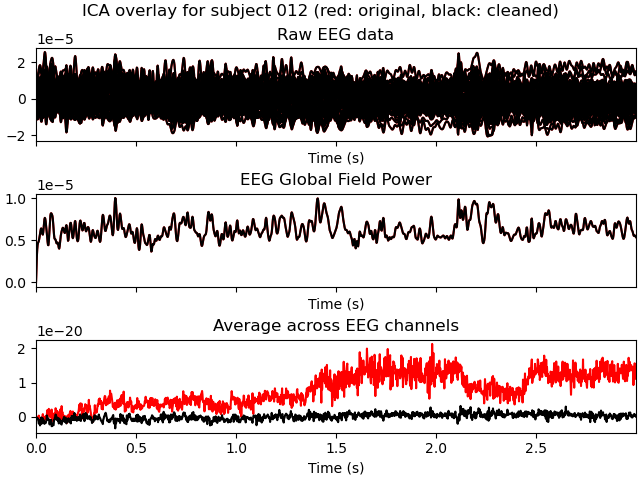 ICA overlay for subject 012 (red: original, black: cleaned)
Raw EEG data
1e−5
2
0
−2
Time (s)
EEG Global Field Power
1e−5
1.0
0.5
0.0
Time (s)
Average across EEG channels
1e−20
2
1
0
0.0 0.5 1.0 1.5 2.0 2.5
Time (s)